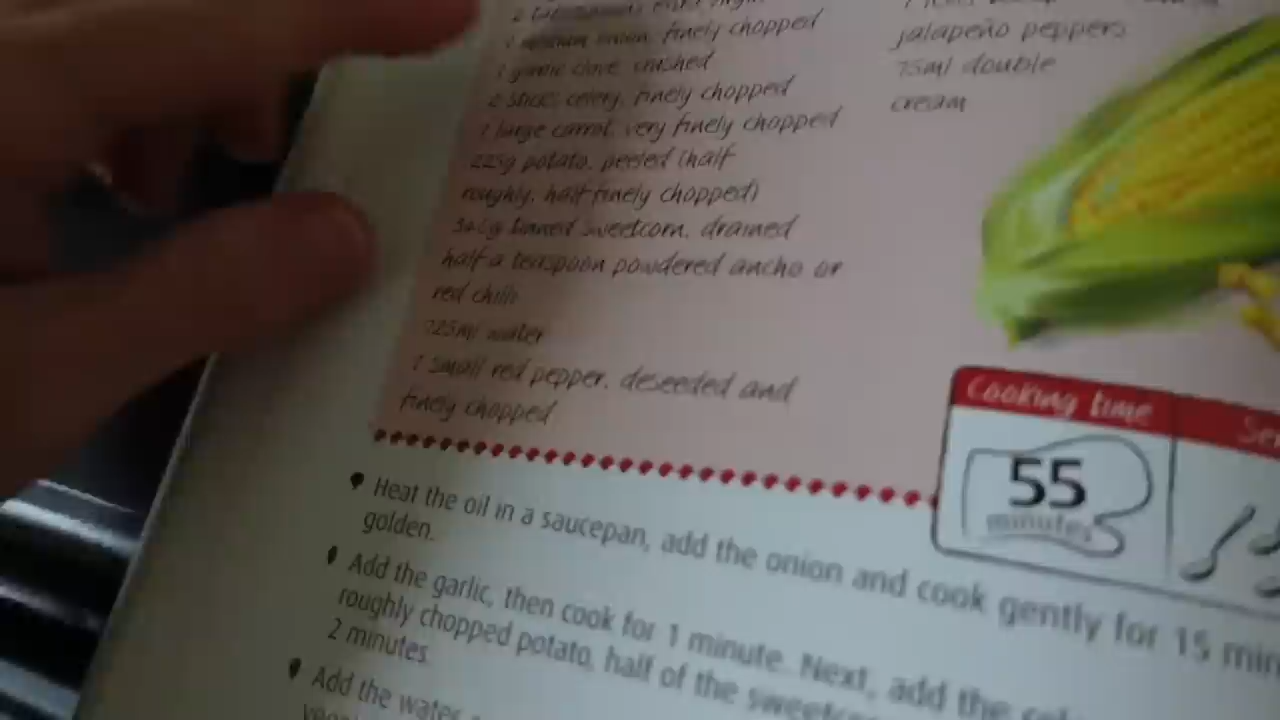 finely chopped
1 garlic clove, crushed
2 sticks celery, finely chopped
1 large carrot, very finely chopped
225g potato, peeled (half
roughly, half finely chopped)
tinned sweetcorn, drained
half a teaspoon powdered ancho or
red chilli
water
1 small red pepper, deseeded and
finely chopped
jalapeño peppers
75ml double
cream
Cooking time
55
minutes
Heat the oil in a saucepan, add the onion and cook gently for 15 min
golden.
Add the garlic, then cook for 1 minute. Next, add the
roughly chopped potato, half of the sweetco
2 minutes.
Add the water